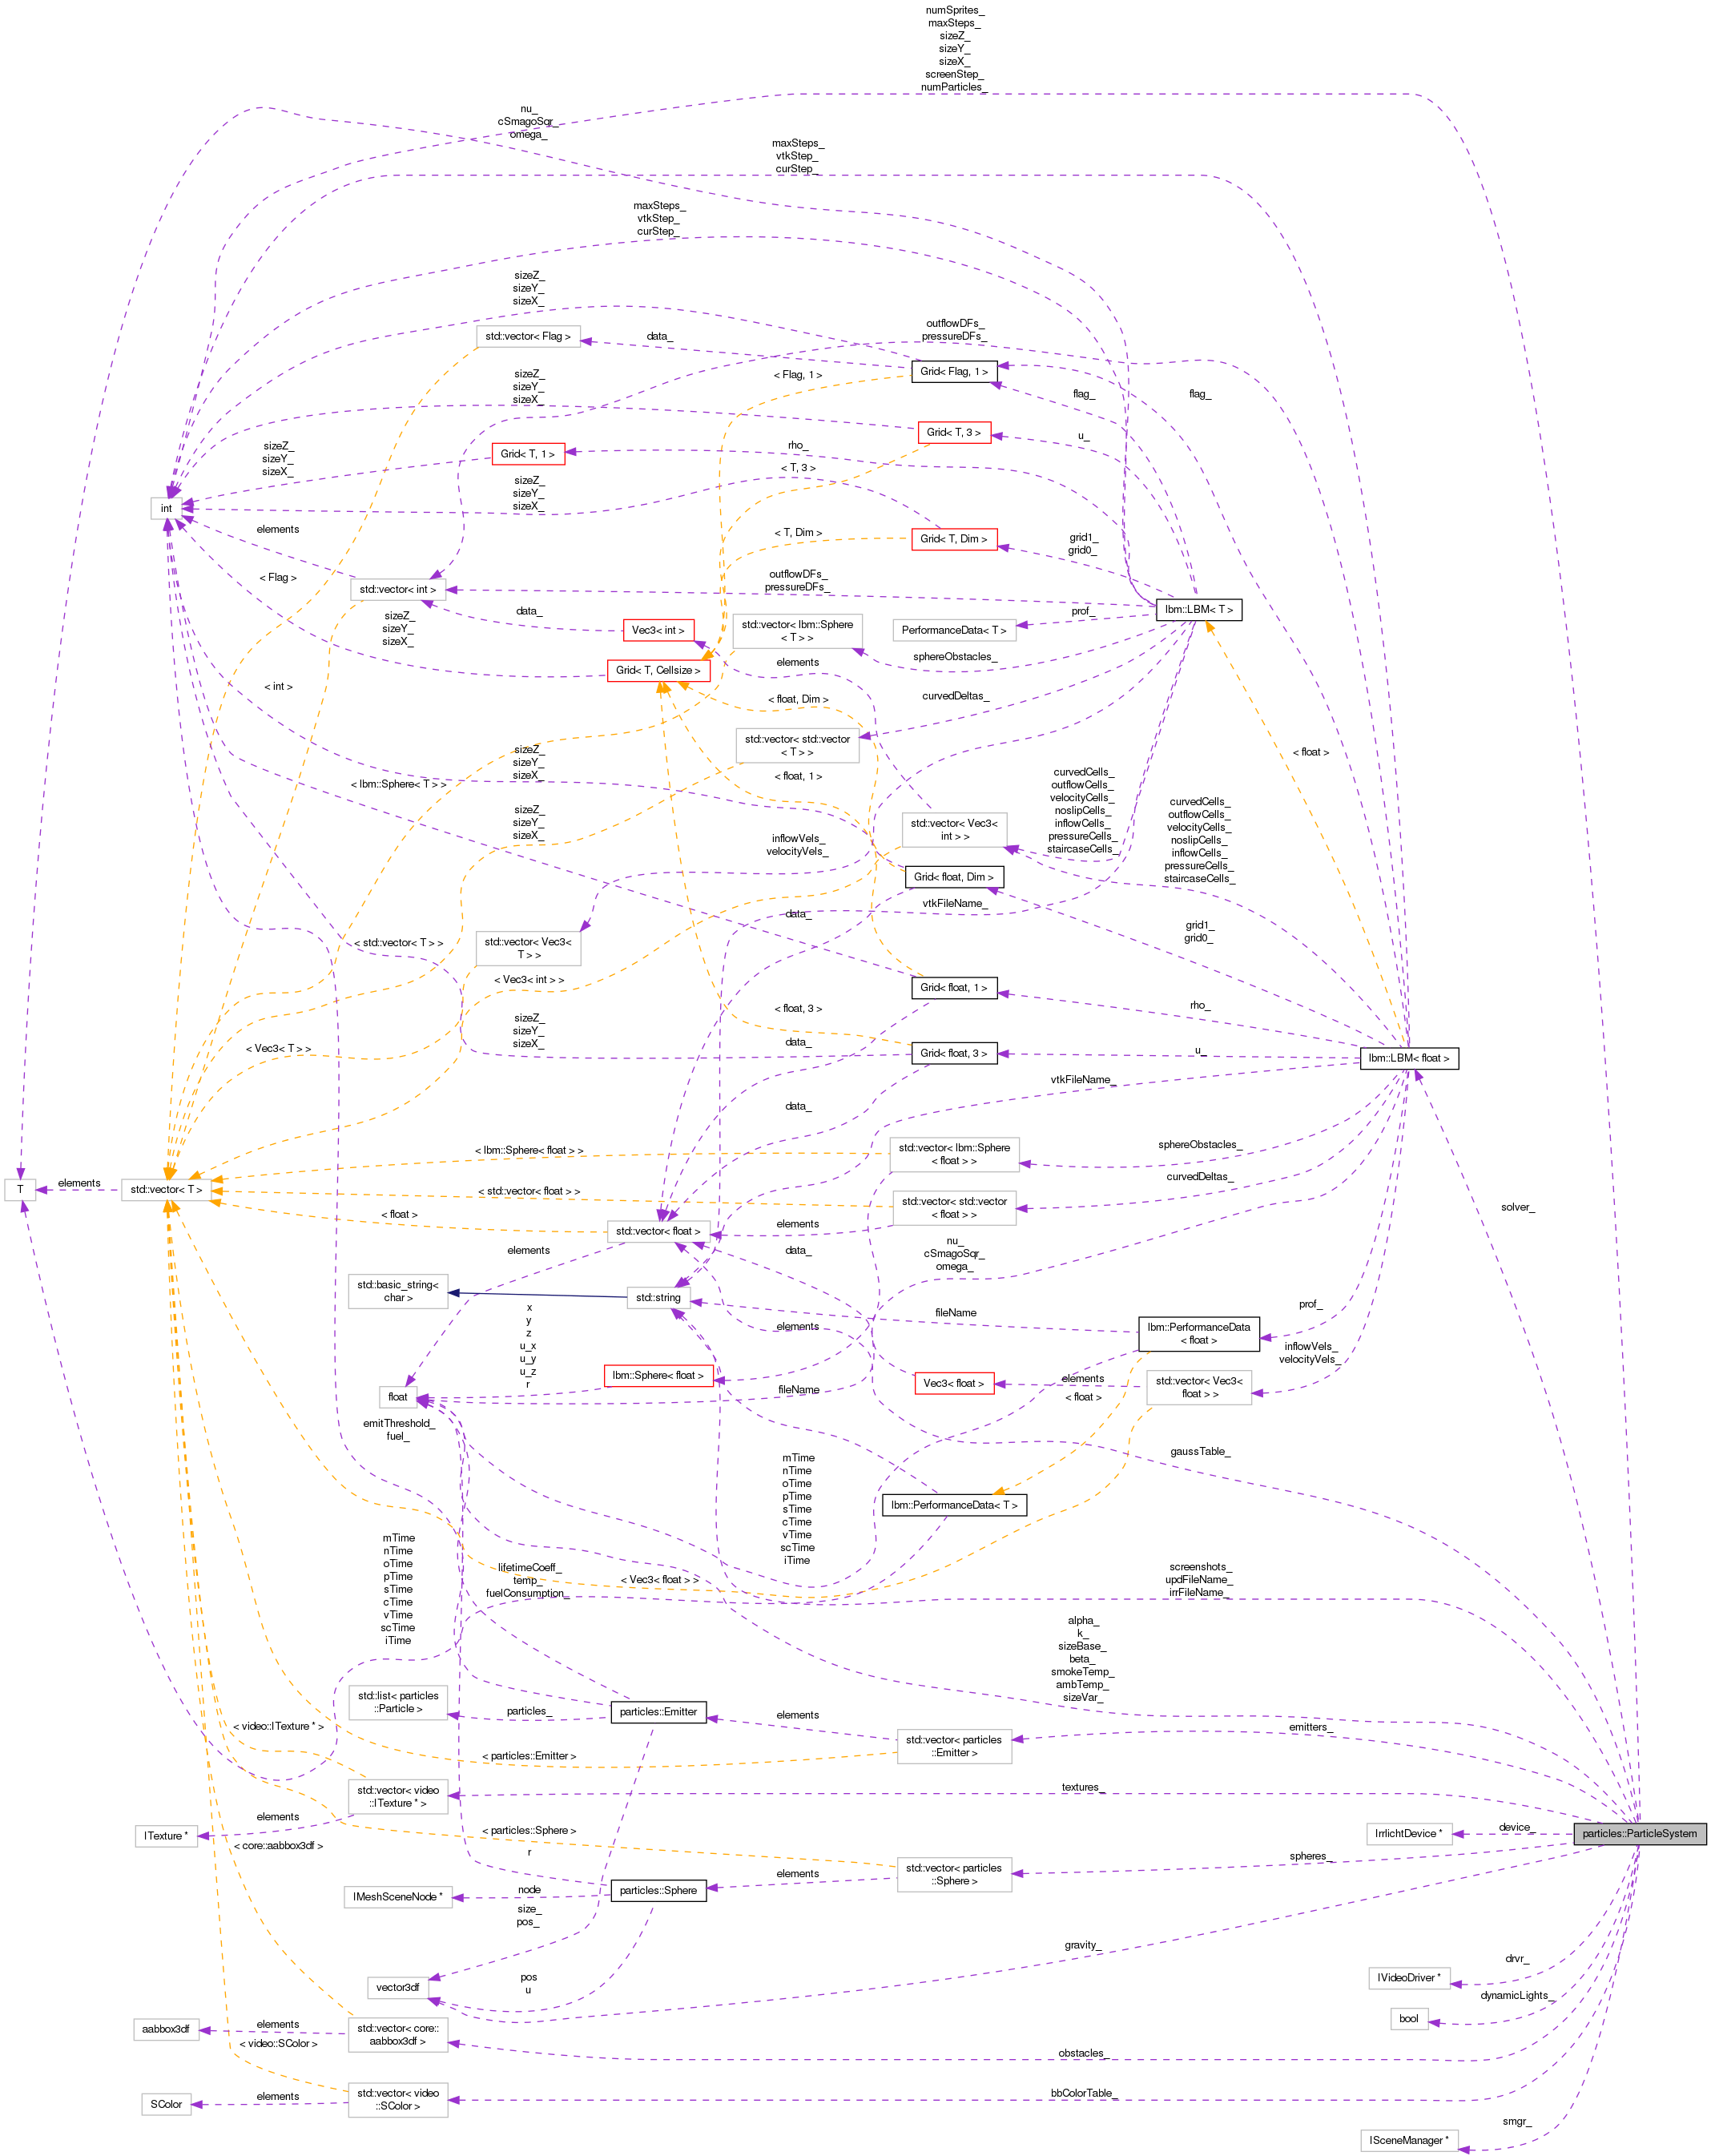 numSprites_
maxSteps_
sizeZ_
sizeY_
sizeX_
screenStep_
numParticles_
nu_
cSmagoSqr_
omega_
maxSteps_
vtkStep_
curStep_
maxSteps_
vtkStep_
curStep_
sizeZ_
sizeY_
sizeX_
std::vector< Flag >
data_
outflowDFs_
pressureDFs_
Grid< Flag, 1 >
< Flag, 1 >
flag_
flag_
sizeZ_
sizeY_
sizeX_
Grid< T, 3 >
u_
sizeZ_
sizeY_
sizeX_
Grid< T, 1 >
rho_
< T, 3 >
sizeZ_
sizeY_
sizeX_
int
elements
< T, Dim >
Grid< T, Dim >
grid1_
grid0_
< Flag >
std::vector< int >
outflowDFs_
pressureDFs_
lbm::LBM< T >
sizeZ_
sizeY_
sizeX_
data_
Vec3< int >
std::vector< lbm::Sphere
< T > >
PerformanceData< T >
prof_
Grid< T, Cellsize >
elements
sphereObstacles_
< int >
< float, Dim >
curvedDeltas_
std::vector< std::vector
< T > >
< float >
sizeZ_
sizeY_
sizeX_
< lbm::Sphere< T > >
< float, 1 >
curvedCells_
outflowCells_
velocityCells_
noslipCells_
inflowCells_
pressureCells_
staircaseCells_
curvedCells_
outflowCells_
velocityCells_
noslipCells_
inflowCells_
pressureCells_
staircaseCells_
std::vector< Vec3<
int > >
sizeZ_
sizeY_
sizeX_
inflowVels_
velocityVels_
Grid< float, Dim >
data_
vtkFileName_
grid1_
grid0_
< std::vector< T > >
std::vector< Vec3<
T > >
< Vec3< int > >
Grid< float, 1 >
rho_
< float, 3 >
sizeZ_
sizeY_
sizeX_
data_
< Vec3< T > >
Grid< float, 3 >
u_
lbm::LBM< float >
vtkFileName_
data_
< lbm::Sphere< float > >
std::vector< lbm::Sphere
< float > >
sphereObstacles_
T
elements
std::vector< T >
< std::vector< float > >
std::vector< std::vector
< float > >
curvedDeltas_
solver_
< float >
std::vector< float >
elements
elements
data_
nu_
cSmagoSqr_
omega_
std::basic_string<
char >
std::string
x
y
z
u_x
u_y
u_z
r
elements
fileName
lbm::PerformanceData
< float >
prof_
inflowVels_
velocityVels_
float
lbm::Sphere< float >
fileName
Vec3< float >
elements
std::vector< Vec3<
float > >
< float >
emitThreshold_
fuel_
gaussTable_
mTime
nTime
oTime
pTime
sTime
cTime
vTime
scTime
iTime
lbm::PerformanceData< T >
mTime
nTime
oTime
pTime
sTime
cTime
vTime
scTime
iTime
lifetimeCoeff_
temp_
fuelConsumption_
< Vec3< float > >
screenshots_
updFileName_
irrFileName_
alpha_
k_
sizeBase_
beta_
smokeTemp_
ambTemp_
sizeVar_
std::list< particles
::Particle >
particles_
particles::Emitter
elements
std::vector< particles
::Emitter >
emitters_
< video::ITexture * >
< particles::Emitter >
std::vector< video
::ITexture * >
textures_
ITexture *
elements
< particles::Sphere >
IrrlichtDevice *
device_
particles::ParticleSystem
< core::aabbox3df >
r
spheres_
IMeshSceneNode *
node
particles::Sphere
elements
std::vector< particles
::Sphere >
size_
pos_
gravity_
vector3df
pos
u
drvr_
IVideoDriver *
dynamicLights_
bool
aabbox3df
elements
std::vector< core::
aabbox3df >
obstacles_
< video::SColor >
SColor
elements
std::vector< video
::SColor >
bbColorTable_
smgr_
ISceneManager *